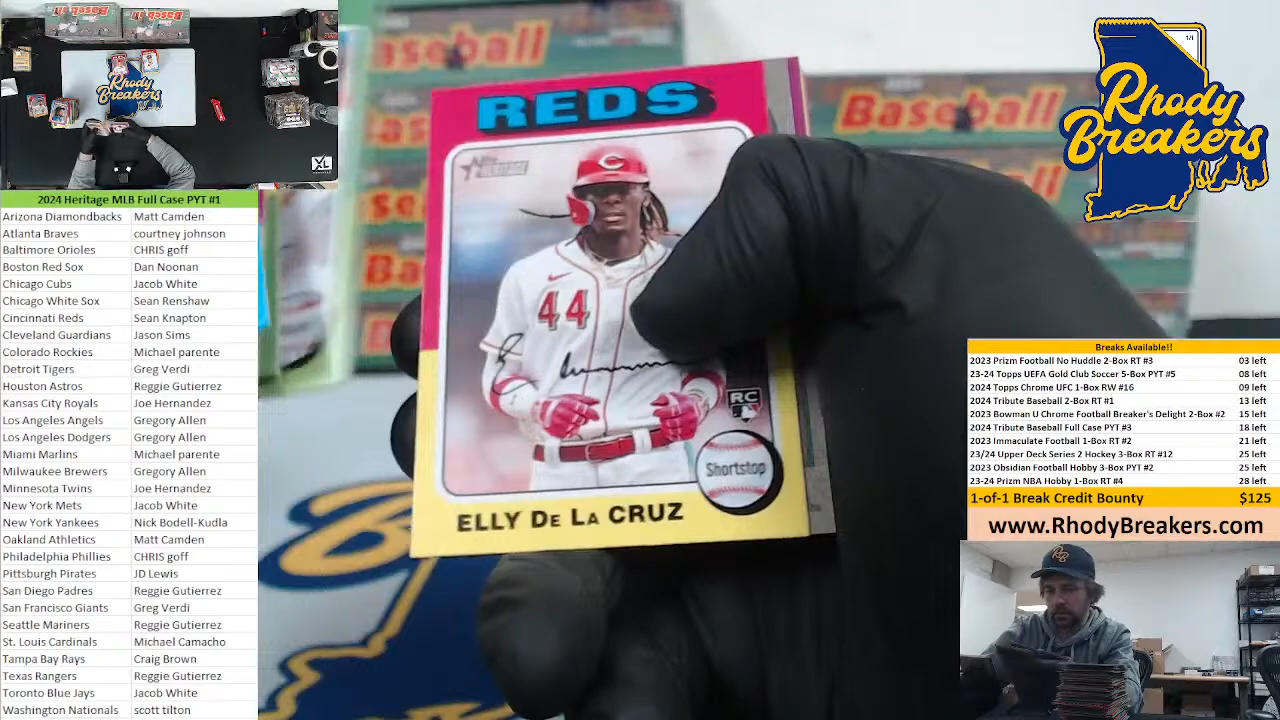 2024 Heritage MLB Full Case PYT #1
Arizona Diamondbacks Matt Camden
Atlanta Braves courtney johnson
Baltimore Orioles CHRIS goff
Boston Red Sox Dan Noonan
Chicago Cubs Jacob White
Chicago White Sox Sean Renshaw
Cincinnati Reds Sean Knapton
Cleveland Guardians Jason Sims
Colorado Rockies Michael parente
Detroit Tigers Greg Verdi
Houston Astros Reggie Gutierrez
Kansas City Royals Joe Hernandez
Los Angeles Angels Gregory Allen
Los Angeles Dodgers Gregory Allen
Miami Marlins Michael parente
Milwaukee Brewers Gregory Allen
Minnesota Twins Joe Hernandez
New York Mets Jacob White
New York Yankees Nick Bodell-Kudla
Oakland Athletics Matt Camden
Philadelphia Phillies CHRIS goff
Pittsburgh Pirates JD Lewis
San Diego Padres Reggie Gutierrez
San Francisco Giants Greg Verdi
Seattle Mariners Reggie Gutierrez
St. Louis Cardinals Michael Camacho
Tampa Bay Rays Craig Brown
Texas Rangers Reggie Gutierrez
Toronto Blue Jays Jacob White
Washington Nationals scott tilton
Rhody
Breakers
XL
Baseball
Baseball
REDS
Topps HERITAGE
C
44
RC
Shortstop
ELLY DE LA CRUZ
1/1
Rhody
Breakers
Breaks Available!!
2023 Prizm Football No Huddle 2-Box RT #3 03 left
23-24 Topps UEFA Gold Club Soccer 5-Box PYT #5 08 left
2024 Topps Chrome UFC 1-Box RW #16 09 left
2024 Tribute Baseball 2-Box RT #1 13 left
2023 Bowman U Chrome Football Breaker's Delight 2-Box #2 15 left
2024 Tribute Baseball Full Case PYT #3 18 left
2023 Immaculate Football 1-Box RT #2 21 left
23/24 Upper Deck Series 2 Hockey 3-Box RT #12 25 left
2023 Obsidian Football Hobby 3-Box PYT #2 25 left
23-24 Prizm NBA Hobby 1-Box RT #4 28 left
1-of-1 Break Credit Bounty $125
www.RhodyBreakers.com
RB